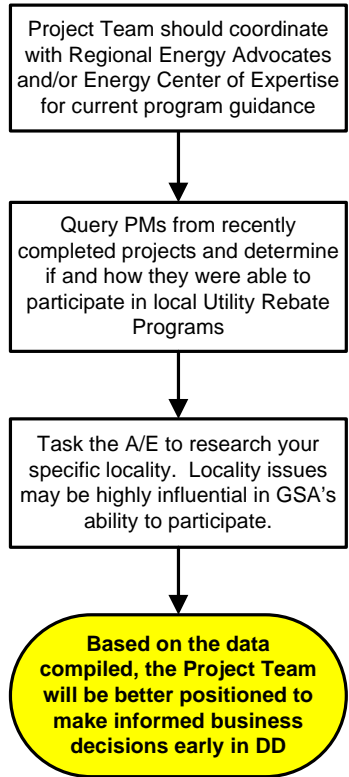 Project Team should coordinate
with Regional Energy Advocates
and/or Energy Center of Expertise
for current program guidance
Query PMs from recently
completed projects and determine
if and how they were able to
participate in local Utility Rebate
Programs
Task the A/E to research your
specific locality.  Locality issues
may be highly influential in GSA's
ability to participate.
Based on the data
compiled, the Project Team
will be better positioned to
make informed business
decisions early in DD